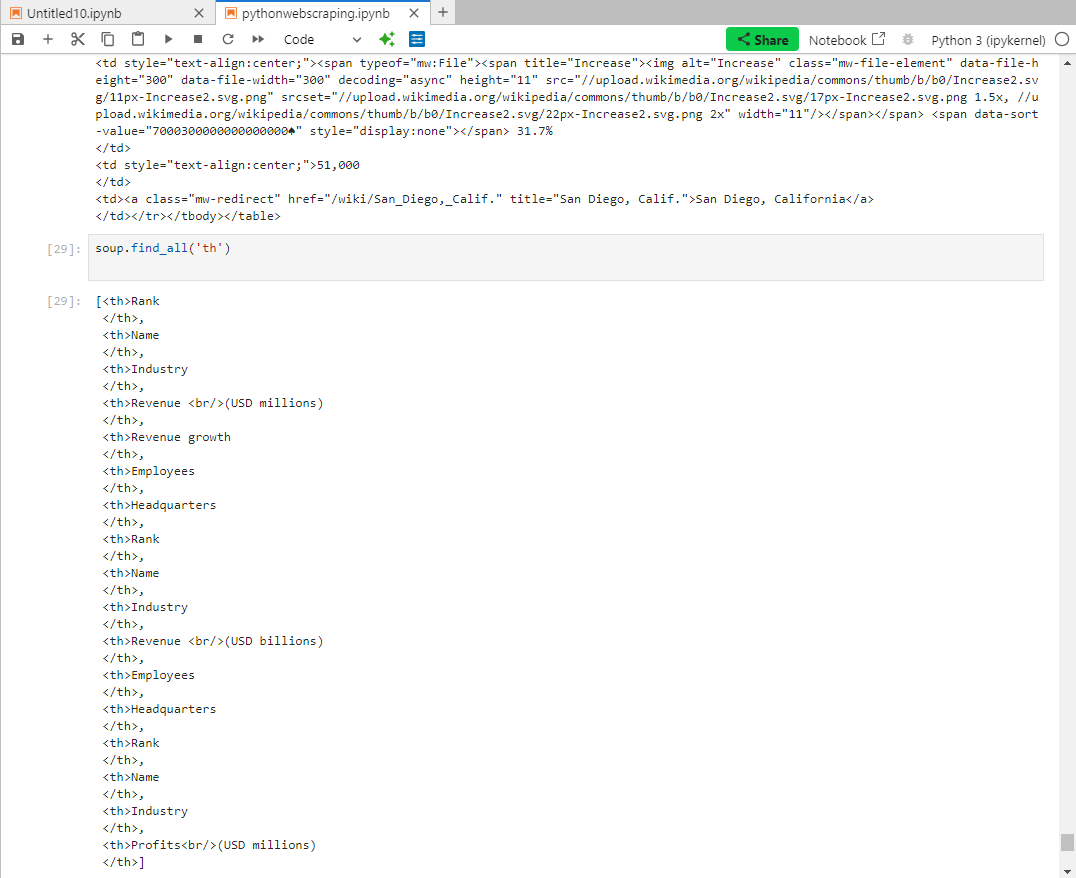 Untitled10.ipynb
pythonwebscraping.ipynb
Code
Share
Notebook
Python 3 (ipykernel)
<td style="text-align:center;"><span typeof="mw:File"><span title="Increase"><img alt="Increase" class="mw-file-element" data-file-h
eight="300" data-file-width="300" decoding="async" height="11" src="//upload.wikimedia.org/wikipedia/commons/thumb/b/b0/Increase2.sv
g/11px-Increase2.svg.png" srcset="//upload.wikimedia.org/wikipedia/commons/thumb/b/b0/Increase2.svg/17px-Increase2.svg.png 1.5x, //u
pload.wikimedia.org/wikipedia/commons/thumb/b/b0/Increase2.svg/22px-Increase2.svg.png 2x" width="11"/></span></span> <span data-sort
-value="7000300000000000000♠" style="display:none"></span> 31.7%
</td>
<td style="text-align:center;">51,000
</td>
<td><a class="mw-redirect" href="/wiki/San_Diego,_Calif." title="San Diego, Calif.">San Diego, California</a>
</td></tr></tbody></table>
[29]: soup.find_all('th')
[29]: [<th>Rank
</th>,
<th>Name
</th>,
<th>Industry
</th>,
<th>Revenue <br/>(USD millions)
</th>,
<th>Revenue growth
</th>,
<th>Employees
</th>,
<th>Headquarters
</th>,
<th>Rank
</th>,
<th>Name
</th>,
<th>Industry
</th>,
<th>Revenue <br/>(USD billions)
</th>,
<th>Employees
</th>,
<th>Headquarters
</th>,
<th>Rank
</th>,
<th>Name
</th>,
<th>Industry
</th>,
<th>Profits<br/>(USD millions)
</th>]